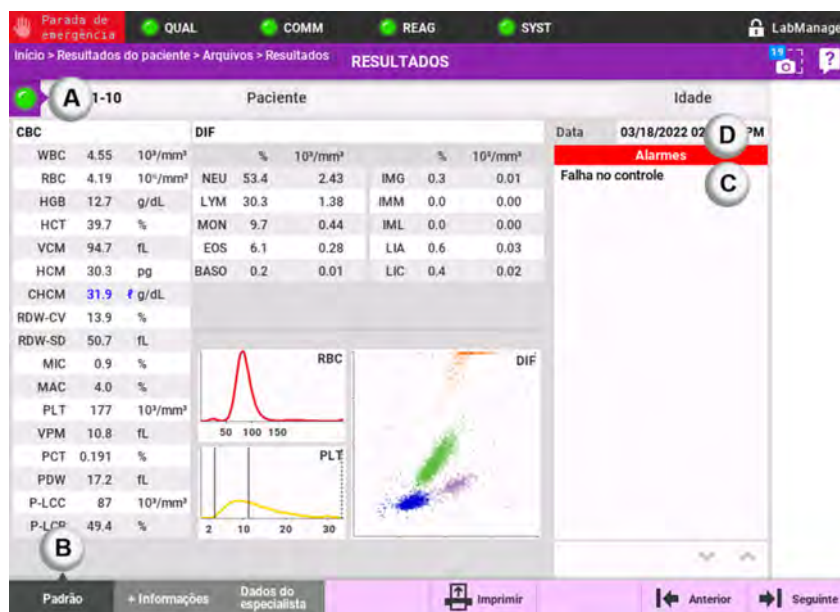 Parada de emergência QUAL COMM REAG SYST LabManage
Início > Resultados do paciente > Arquivos > Resultados RESULTADOS 19 ?
A 1-10 Paciente Idade
CBC DIF Data 03/18/2022 02 D PM
% 10³/mm³ % 10³/mm³ Alarmes
WBC 4.55 10³/mm³
RBC 4.19 10⁶/mm³ NEU 53.4 2.43 IMG 0.3 0.01 Falha no controle
C
HGB 12.7 g/dL LYM 30.3 1.38 IMM 0.0 0.00
HCT 39.7 % MON 9.7 0.44 IML 0.0 0.00
VCM 94.7 fL EOS 6.1 0.28 LIA 0.6 0.03
HCM 30.3 pg BASO 0.2 0.01 LIC 0.4 0.02
CHCM 31.9 ℓ g/dL
RDW-CV 13.9 %
RDW-SD 50.7 fL
MIC 0.9 % RBC DIF
MAC 4.0 %
PLT 177 10³/mm³
VPM 10.8 fL 50 100 150
PCT 0.191 % PLT
PDW 17.2 fL
P-LCC 87 10³/mm³
P-LCR 49.4 % 2 10 20 30
B
Padrão + Informações Dados do especialista Imprimir Anterior Seguinte